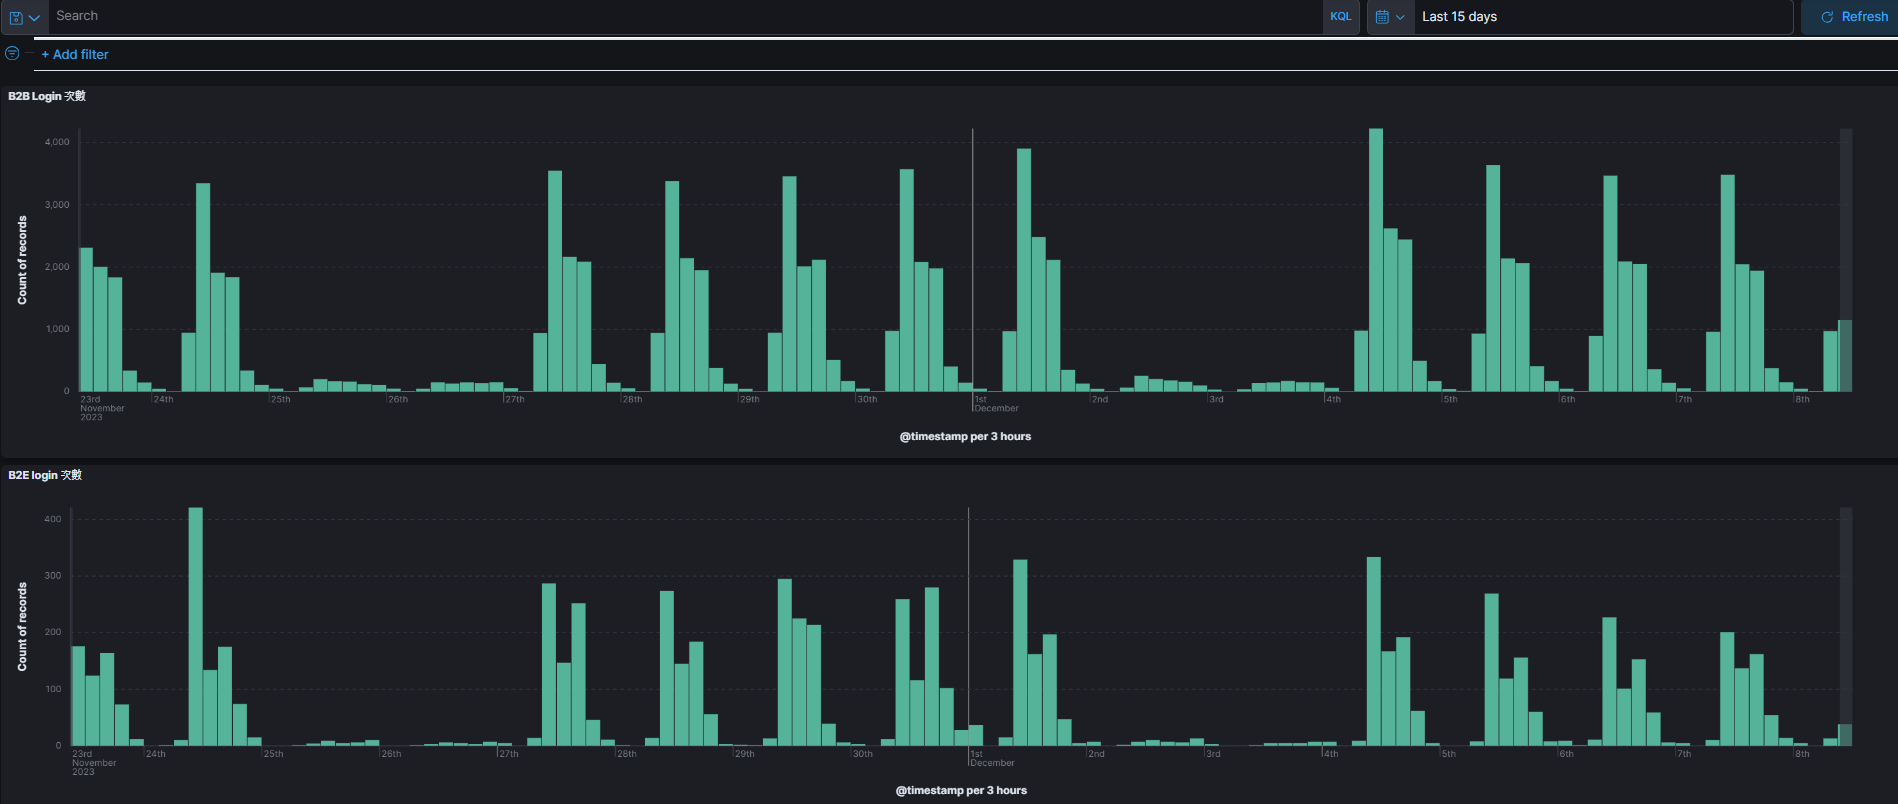 Search
KQL
Last 15 days
Refresh
+ Add filter
B2B Login 次數
Count of records
4,000
3,000
2,000
1,000
0
23rd 24th 25th 26th 27th 28th 29th 30th 1st 2nd 3rd 4th 5th 6th 7th 8th
November December
2023
@timestamp per 3 hours
B2E login 次數
Count of records
400
300
200
100
0
23rd 24th 25th 26th 27th 28th 29th 30th 1st 2nd 3rd 4th 5th 6th 7th 8th
November December
2023
@timestamp per 3 hours